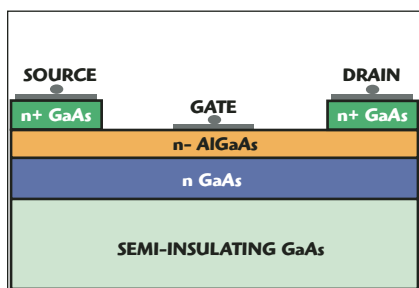 SOURCE
DRAIN
GATE
n+ GaAs
n+ GaAs
n- AlGaAs
n GaAs
SEMI-INSULATING GaAs